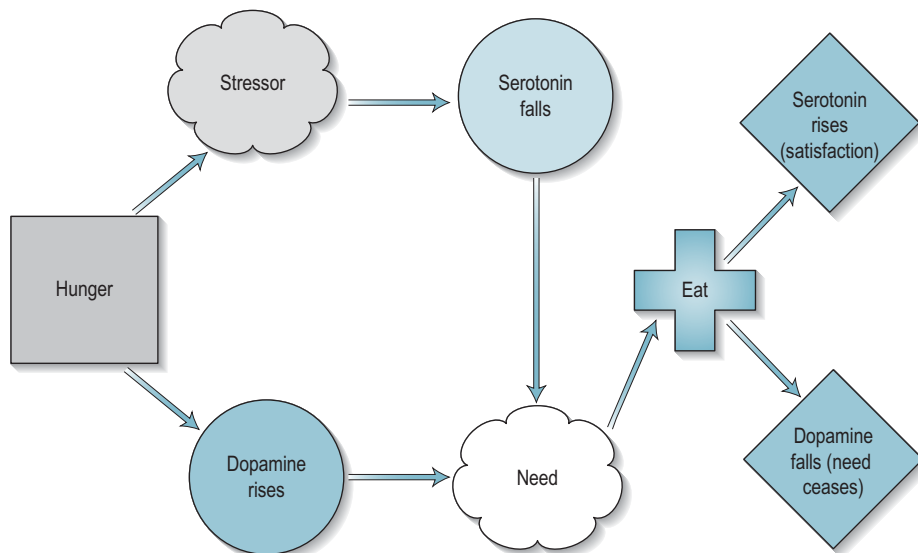 Stressor
Serotonin
falls
Serotonin
rises
(satisfaction)
Hunger
Eat
Dopamine
rises
Need
Dopamine
falls (need
ceases)